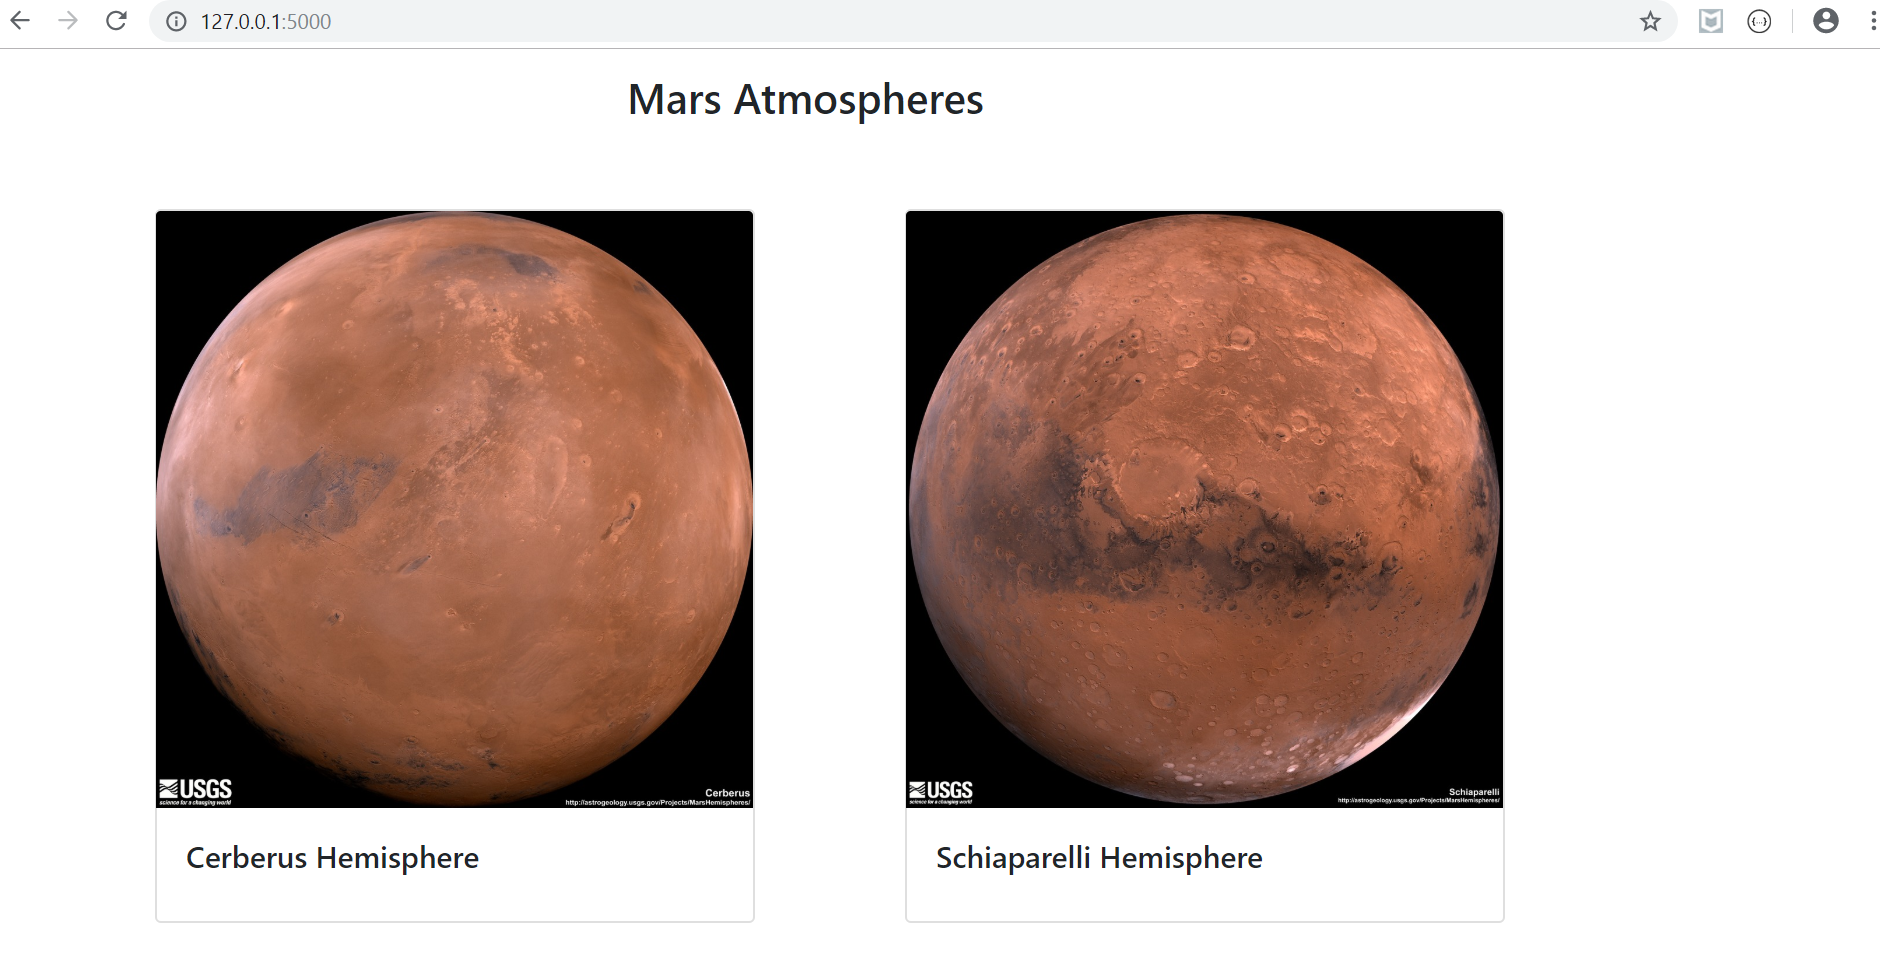 127.0.0.1:5000
Mars Atmospheres
USGS
science for a changing world
Cerberus
http://astrogeology.usgs.gov/Projects/MarsHemispheres/
USGS
science for a changing world
Schiaparelli
http://astrogeology.usgs.gov/Projects/MarsHemispheres/
Cerberus Hemisphere
Schiaparelli Hemisphere